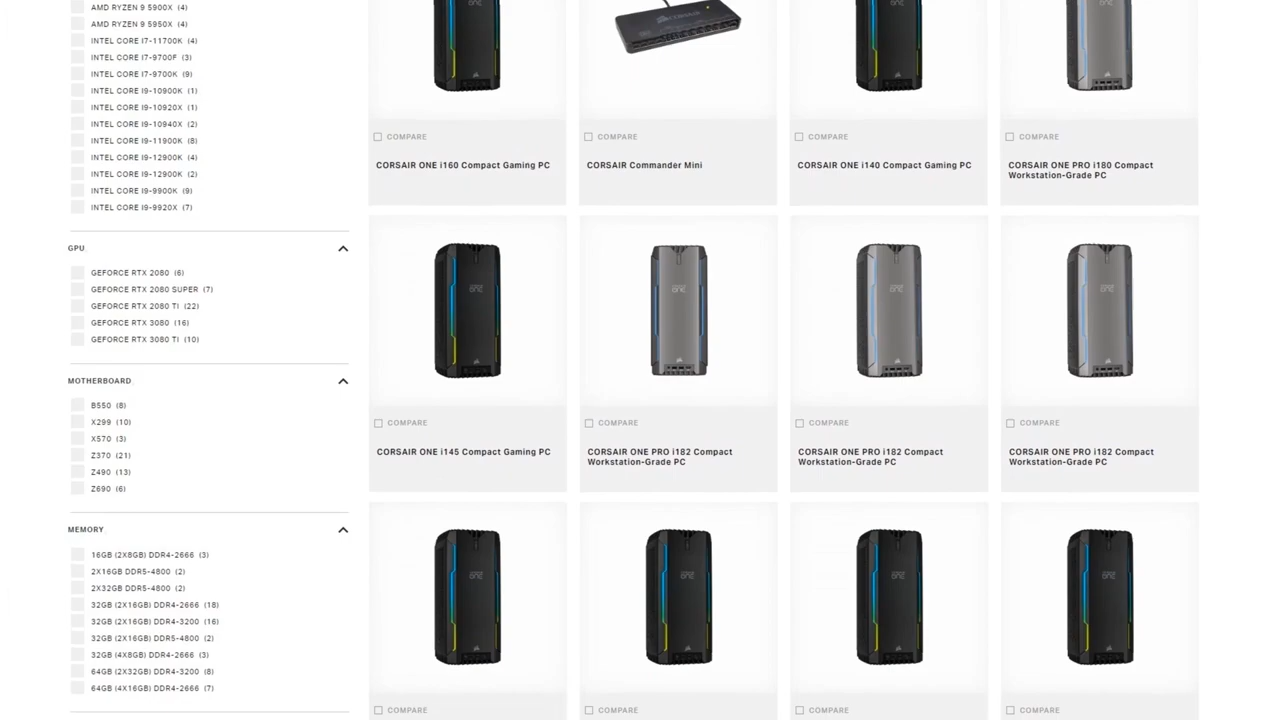 AMD RYZEN 9 5900X (4)
AMD RYZEN 9 5950X (4)
INTEL CORE I7-11700K (4)
INTEL CORE I7-9700F (3)
INTEL CORE I7-9700K (9)
INTEL CORE I9-10900K (1)
INTEL CORE I9-10920X (1)
INTEL CORE I9-10940X (2)
INTEL CORE I9-11900K (8)
INTEL CORE I9-12900K (4)
INTEL CORE I9-12900K (2)
INTEL CORE I9-9900K (9)
INTEL CORE I9-9920X (7)
GPU
GEFORCE RTX 2080 (6)
GEFORCE RTX 2080 SUPER (7)
GEFORCE RTX 2080 TI (22)
GEFORCE RTX 3080 (16)
GEFORCE RTX 3080 TI (10)
MOTHERBOARD
B550 (8)
X299 (10)
X570 (3)
Z370 (21)
Z490 (13)
Z690 (6)
MEMORY
16GB (2X8GB) DDR4-2666 (3)
2X16GB DDR5-4800 (2)
2X32GB DDR5-4800 (2)
32GB (2X16GB) DDR4-2666 (18)
32GB (2X16GB) DDR4-3200 (16)
32GB (2X16GB) DDR5-4800 (2)
32GB (4X8GB) DDR4-2666 (3)
64GB (2X32GB) DDR4-3200 (8)
64GB (4X16GB) DDR4-2666 (7)
CORSAIR
COMPARE
CORSAIR ONE i160 Compact Gaming PC
COMPARE
CORSAIR Commander Mini
COMPARE
CORSAIR ONE i140 Compact Gaming PC
COMPARE
CORSAIR ONE PRO i180 Compact
Workstation-Grade PC
ONE
COMPARE
CORSAIR ONE i145 Compact Gaming PC
ONE
COMPARE
CORSAIR ONE PRO i182 Compact
Workstation-Grade PC
ONE
COMPARE
CORSAIR ONE PRO i182 Compact
Workstation-Grade PC
ONE
COMPARE
CORSAIR ONE PRO i182 Compact
Workstation-Grade PC
ONE
COMPARE
ONE
COMPARE
ONE
COMPARE
ONE
COMPARE